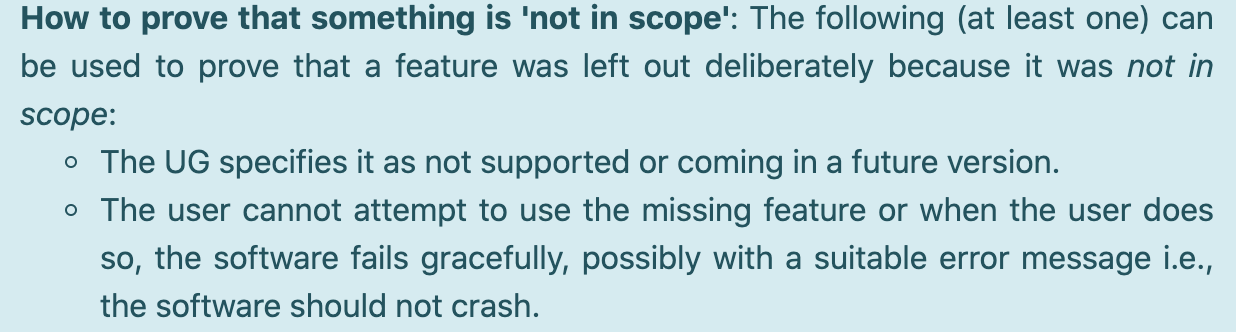 How to prove that something is 'not in scope': The following (at least one) can
be used to prove that a feature was left out deliberately because it was not in
scope:
○ The UG specifies it as not supported or coming in a future version.
○ The user cannot attempt to use the missing feature or when the user does
so, the software fails gracefully, possibly with a suitable error message i.e.,
the software should not crash.